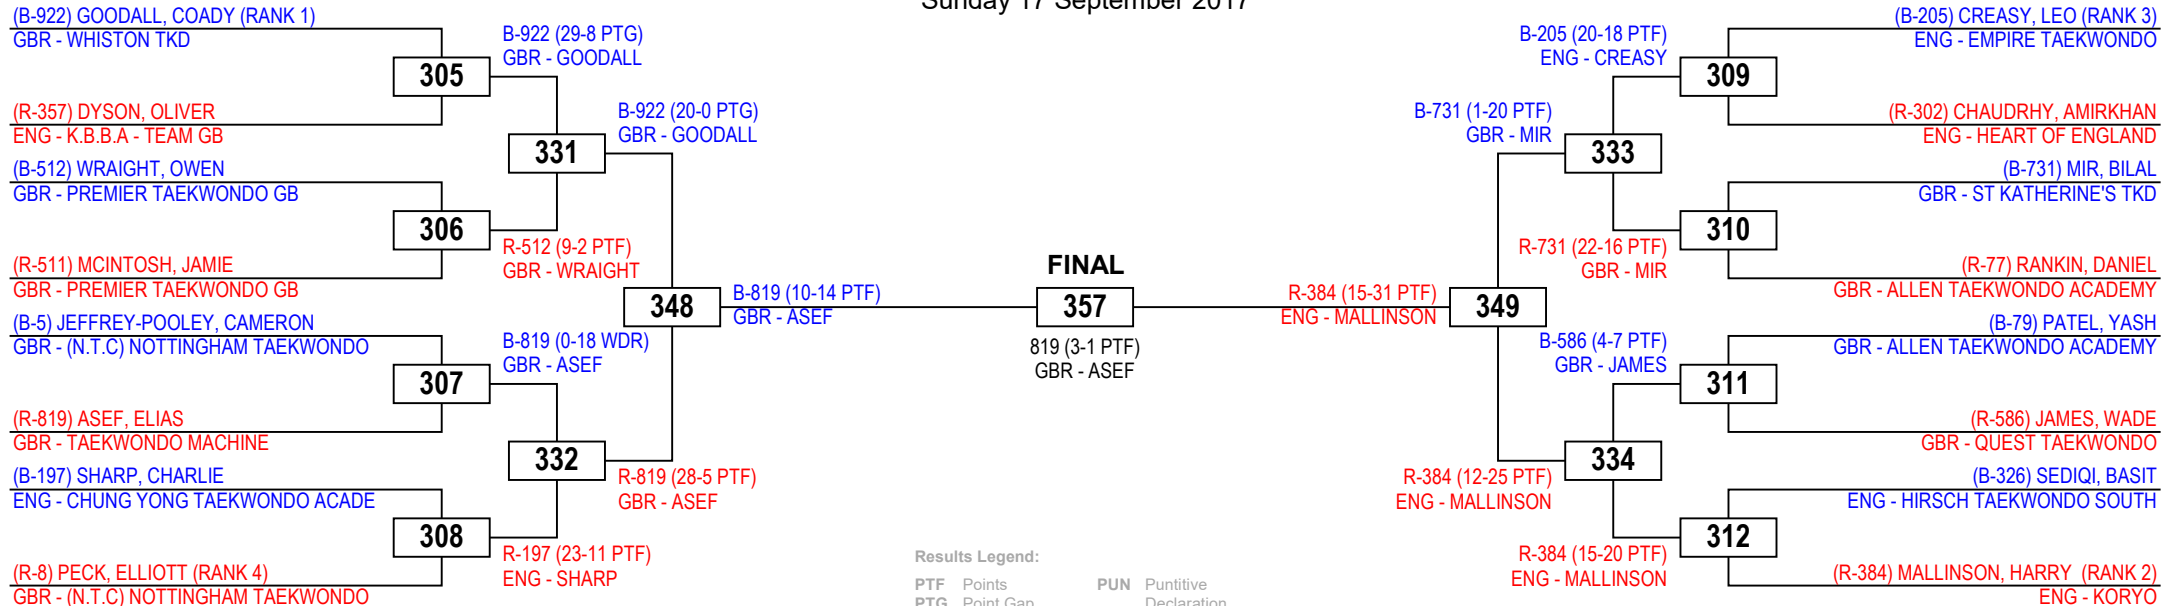 Sunday 17 September 2017
(B-922) GOODALL, COADY (RANK 1)
GBR - WHISTON TKD
305
(R-357) DYSON, OLIVER
ENG - K.B.B.A - TEAM GB
(B-512) WRAIGHT, OWEN
GBR - PREMIER TAEKWONDO GB
306
(R-511) MCINTOSH, JAMIE
GBR - PREMIER TAEKWONDO GB
(B-5) JEFFREY-POOLEY, CAMERON
GBR - (N.T.C) NOTTINGHAM TAEKWONDO
307
(R-819) ASEF, ELIAS
GBR - TAEKWONDO MACHINE
(B-197) SHARP, CHARLIE
ENG - CHUNG YONG TAEKWONDO ACADE
308
(R-8) PECK, ELLIOTT (RANK 4)
GBR - (N.T.C) NOTTINGHAM TAEKWONDO
B-922 (29-8 PTG)
GBR - GOODALL
331
R-512 (9-2 PTF)
GBR - WRAIGHT
B-819 (0-18 WDR)
GBR - ASEF
332
R-197 (23-11 PTF)
ENG - SHARP
B-922 (20-0 PTG)
GBR - GOODALL
348
R-819 (28-5 PTF)
GBR - ASEF
B-819 (10-14 PTF)
GBR - ASEF
FINAL
357
819 (3-1 PTF)
GBR - ASEF
R-384 (15-31 PTF)
ENG - MALLINSON
349
B-731 (1-20 PTF)
GBR - MIR
333
R-384 (12-25 PTF)
ENG - MALLINSON
334
B-205 (20-18 PTF)
ENG - CREASY
R-731 (22-16 PTF)
GBR - MIR
B-586 (4-7 PTF)
GBR - JAMES
R-384 (15-20 PTF)
ENG - MALLINSON
(B-205) CREASY, LEO (RANK 3)
ENG - EMPIRE TAEKWONDO
309
(R-302) CHAUDRHY, AMIRKHAN
ENG - HEART OF ENGLAND
(B-731) MIR, BILAL
GBR - ST KATHERINE'S TKD
310
(R-77) RANKIN, DANIEL
GBR - ALLEN TAEKWONDO ACADEMY
(B-79) PATEL, YASH
GBR - ALLEN TAEKWONDO ACADEMY
311
(R-586) JAMES, WADE
GBR - QUEST TAEKWONDO
(B-326) SEDIQI, BASIT
ENG - HIRSCH TAEKWONDO SOUTH
312
(R-384) MALLINSON, HARRY (RANK 2)
ENG - KORYO
Results Legend:
PTF Points PUN Puntitive
PTG Point Gap Declaration